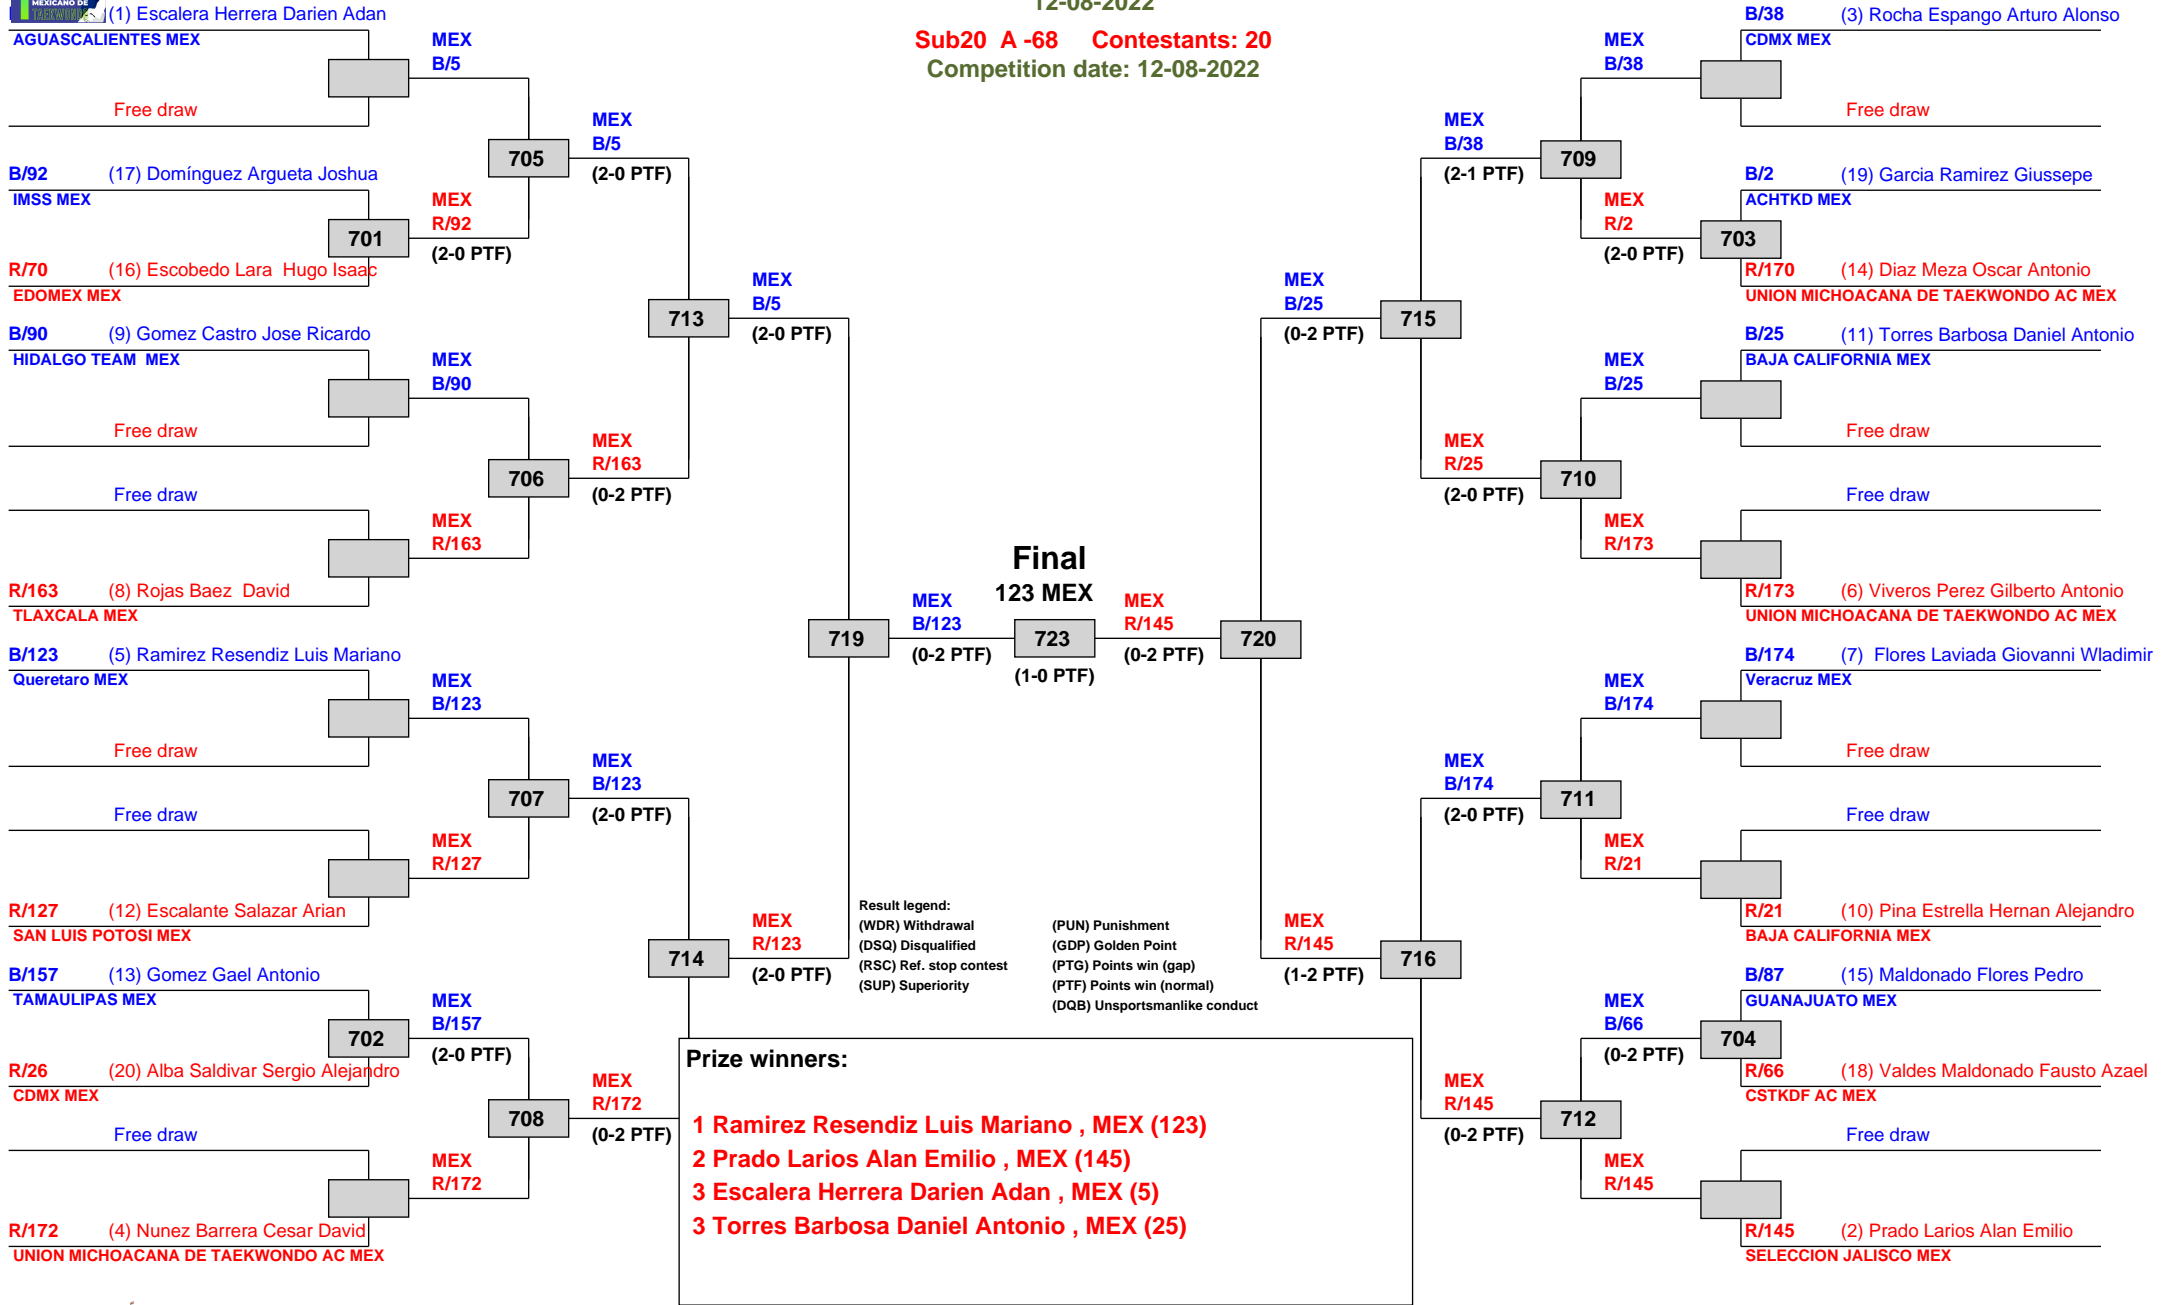 MEXICANO DE
TAEKWONDO
(1) Escalera Herrera Darien Adan
AGUASCALIENTES MEX
Free draw
B/92 (17) Domínguez Argueta Joshua
IMSS MEX
R/70 (16) Escobedo Lara Hugo Isaac
EDOMEX MEX
B/90 (9) Gomez Castro Jose Ricardo
HIDALGO TEAM MEX
Free draw
Free draw
R/163 (8) Rojas Baez David
TLAXCALA MEX
B/123 (5) Ramirez Resendiz Luis Mariano
Queretaro MEX
Free draw
Free draw
R/127 (12) Escalante Salazar Arian
SAN LUIS POTOSI MEX
B/157 (13) Gomez Gael Antonio
TAMAULIPAS MEX
R/26 (20) Alba Saldivar Sergio Alejandro
CDMX MEX
Free draw
R/172 (4) Nunez Barrera Cesar David
UNION MICHOACANA DE TAEKWONDO AC MEX
MEX
B/5
701
MEX
R/92
(2-0 PTF)
MEX
B/90
MEX
R/163
MEX
B/123
MEX
R/127
702
MEX
B/157
(2-0 PTF)
MEX
R/172
705
MEX
B/5
(2-0 PTF)
706
MEX
R/163
(0-2 PTF)
707
MEX
B/123
(2-0 PTF)
708
MEX
R/172
(0-2 PTF)
713
MEX
B/5
(2-0 PTF)
714
MEX
R/123
(2-0 PTF)
719
MEX
B/123
(0-2 PTF)
12-08-2022
Sub20 A -68 Contestants: 20
Competition date: 12-08-2022
Final
123 MEX
723
(1-0 PTF)
MEX
R/145
(0-2 PTF)
720
Result legend:
(WDR) Withdrawal
(DSQ) Disqualified
(RSC) Ref. stop contest
(SUP) Superiority
(PUN) Punishment
(GDP) Golden Point
(PTG) Points win (gap)
(PTF) Points win (normal)
(DQB) Unsportsmanlike conduct
Prize winners:
1 Ramirez Resendiz Luis Mariano , MEX (123)
2 Prado Larios Alan Emilio , MEX (145)
3 Escalera Herrera Darien Adan , MEX (5)
3 Torres Barbosa Daniel Antonio , MEX (25)
MEX
B/25
(0-2 PTF)
715
MEX
R/145
(1-2 PTF)
716
MEX
B/38
(2-1 PTF)
709
MEX
R/25
(2-0 PTF)
710
MEX
B/174
(2-0 PTF)
711
MEX
R/145
(0-2 PTF)
712
MEX
B/38
MEX
R/2
(2-0 PTF)
703
MEX
B/25
MEX
R/173
MEX
B/174
MEX
R/21
MEX
B/66
(0-2 PTF)
704
MEX
R/145
B/38 (3) Rocha Espango Arturo Alonso
CDMX MEX
Free draw
B/2 (19) Garcia Ramirez Giussepe
ACHTKD MEX
R/170 (14) Diaz Meza Oscar Antonio
UNION MICHOACANA DE TAEKWONDO AC MEX
B/25 (11) Torres Barbosa Daniel Antonio
BAJA CALIFORNIA MEX
Free draw
Free draw
R/173 (6) Viveros Perez Gilberto Antonio
UNION MICHOACANA DE TAEKWONDO AC MEX
B/174 (7) Flores Laviada Giovanni Wladimir
Veracruz MEX
Free draw
Free draw
R/21 (10) Pina Estrella Hernan Alejandro
BAJA CALIFORNIA MEX
B/87 (15) Maldonado Flores Pedro
GUANAJUATO MEX
R/66 (18) Valdes Maldonado Fausto Azael
CSTKDF AC MEX
Free draw
R/145 (2) Prado Larios Alan Emilio
SELECCION JALISCO MEX